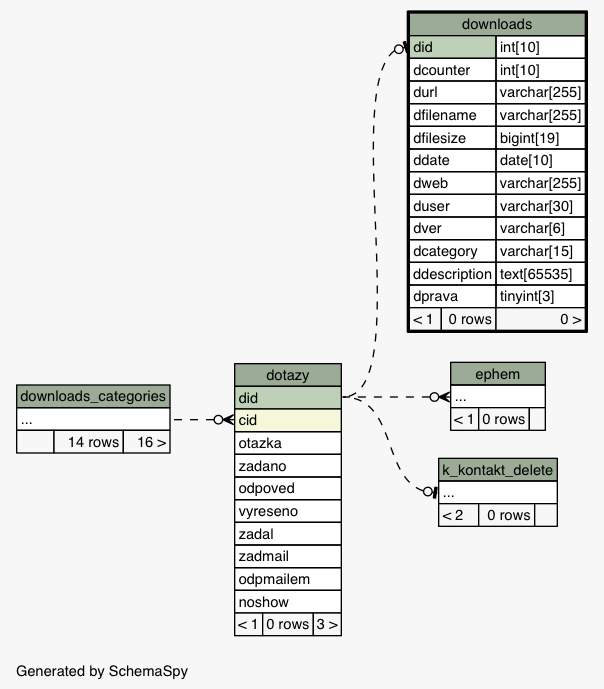 downloads
did int[10]
dcounter int[10]
durl varchar[255]
dfilename varchar[255]
dfilesize bigint[19]
ddate date[10]
dweb varchar[255]
duser varchar[30]
dver varchar[6]
dcategory varchar[15]
ddescription text[65535]
dprava tinyint[3]
< 1 0 rows 0 >
dotazy
did
cid
otazka
zadano
odpoved
vyreseno
zadal
zadmail
odpmailem
noshow
< 1 0 rows 3 >
downloads_categories
...
14 rows 16 >
ephem
...
< 1 0 rows
k_kontakt_delete
...
< 2 0 rows
Generated by SchemaSpy